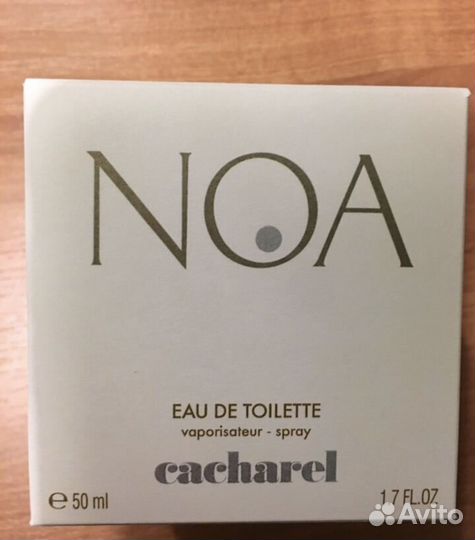 NOA
EAU DE TOILETTE
vaporisateur - spray
cacharel
e 50 ml 1.7 FL.OZ
Avito